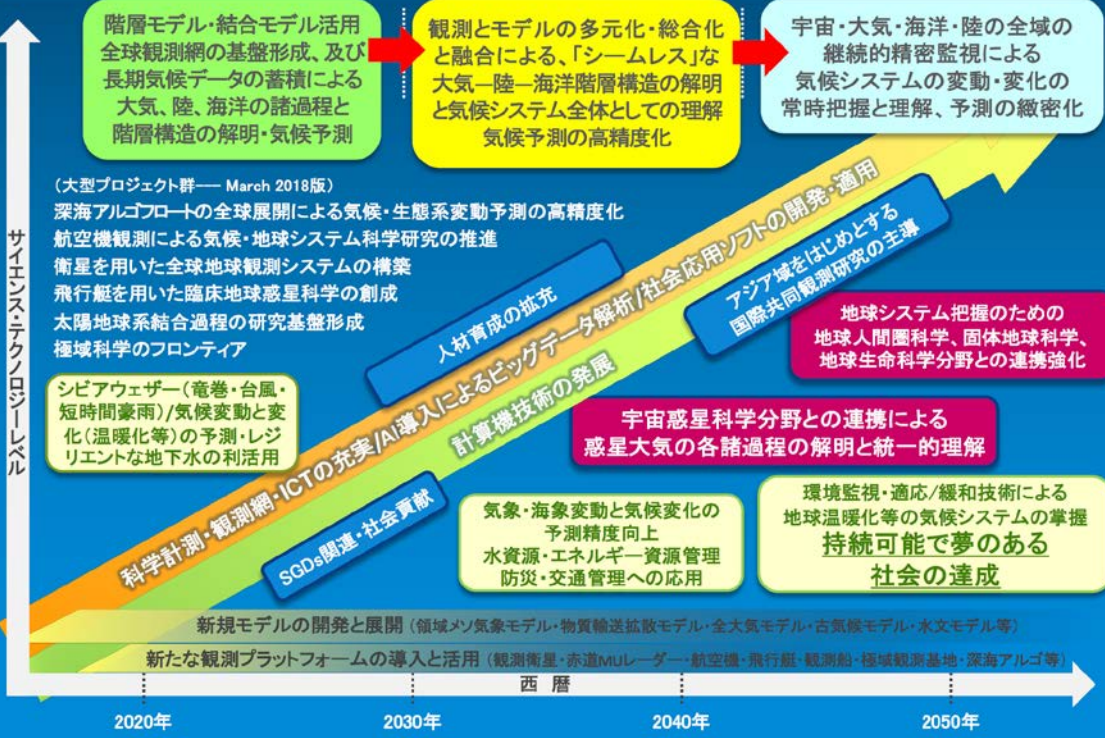 階層モデル・結合モデル活用
全球観測網の基盤形成、及び
長期気候データの蓄積による
大気、陸、海洋の諸過程と
階層構造の解明・気候予測
観測とモデルの多元化・総合化
と融合による、「シームレス」な
大気―陸―海洋階層構造の解明
と気候システム全体としての理解
気候予測の高精度化
宇宙・大気・海洋・陸の全域の
継続的精密監視による
気候システムの変動・変化の
常時把握と理解、予測の緻密化
(大型プロジェクト群--- March 2018版)
深海アルゴフロートの全球展開による気候・生態系変動予測の高精度化
航空機観測による気候・地球システム科学研究の推進
衛星を用いた全球地球観測システムの構築
飛行艇を用いた臨床地球惑星科学の創成
太陽地球系結合過程の研究基盤形成
極域科学のフロンティア
サイエンス・テクノロジーレベル
シビアウェザー(竜巻・台風・
短時間豪雨)/気候変動と変
化(温暖化等)の予測・レジ
リエントな地下水の利活用
人材育成の拡充
アジア域をはじめとする
国際共同観測研究の主導
科学計測・観測網・ICTの充実/AI導入によるビッグデータ解析/社会応用ソフトの開発・適用
計算機技術の発展
SGDs関連・社会貢献
地球システム把握のための
地球人間圏科学、固体地球科学、
地球生命科学分野との連携強化
宇宙惑星科学分野との連携による
惑星大気の各諸過程の解明と統一的理解
気象・海象変動と気候変化の
予測精度向上
水資源・エネルギー資源管理
防災・交通管理への応用
環境監視・適応/緩和技術による
地球温暖化等の気候システムの掌握
持続可能で夢のある
社会の達成
新規モデルの開発と展開 (領域メソ気象モデル・物質輸送拡散モデル・全大気モデル・古気候モデル・水文モデル等)
新たな観測プラットフォームの導入と活用 (観測衛星・赤道MUレーダー・航空機・飛行艇・観測船・極域観測基地・深海アルゴ等)
西 暦
2020年
2030年
2040年
2050年